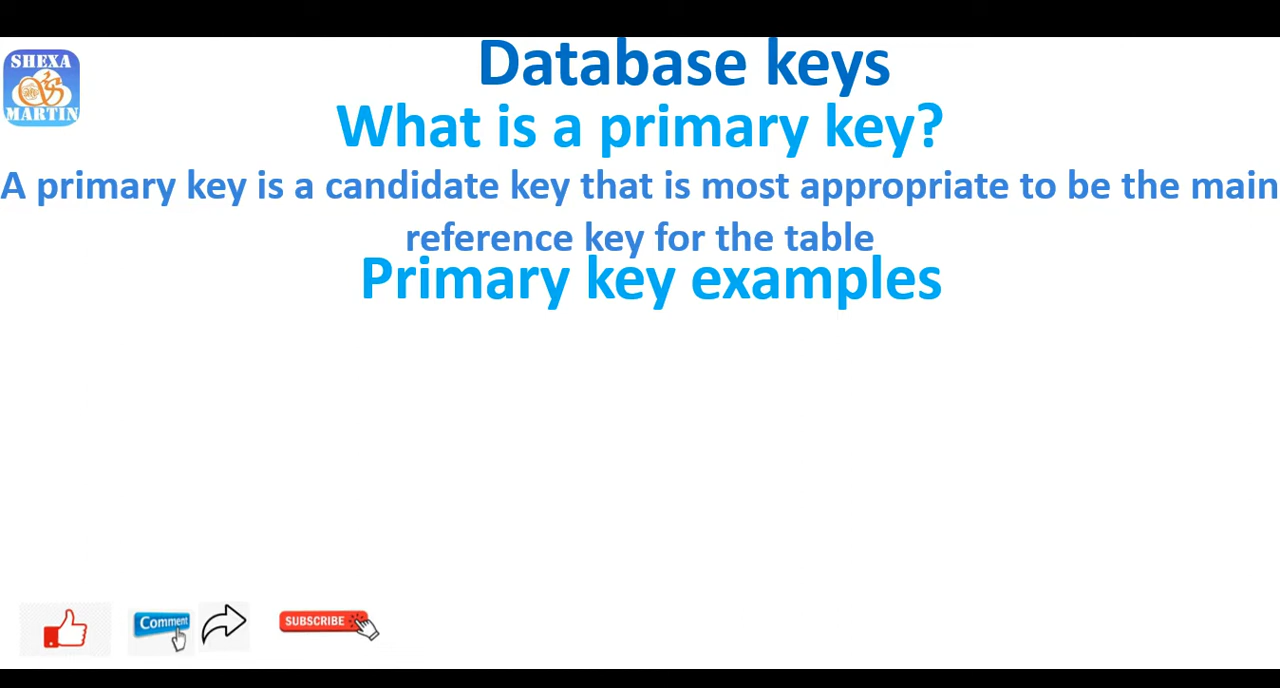 SHEXA
MARTIN
Database keys
What is a primary key?
A primary key is a candidate key that is most appropriate to be the main
reference key for the table
Primary key examples
Comment
SUBSCRIBE